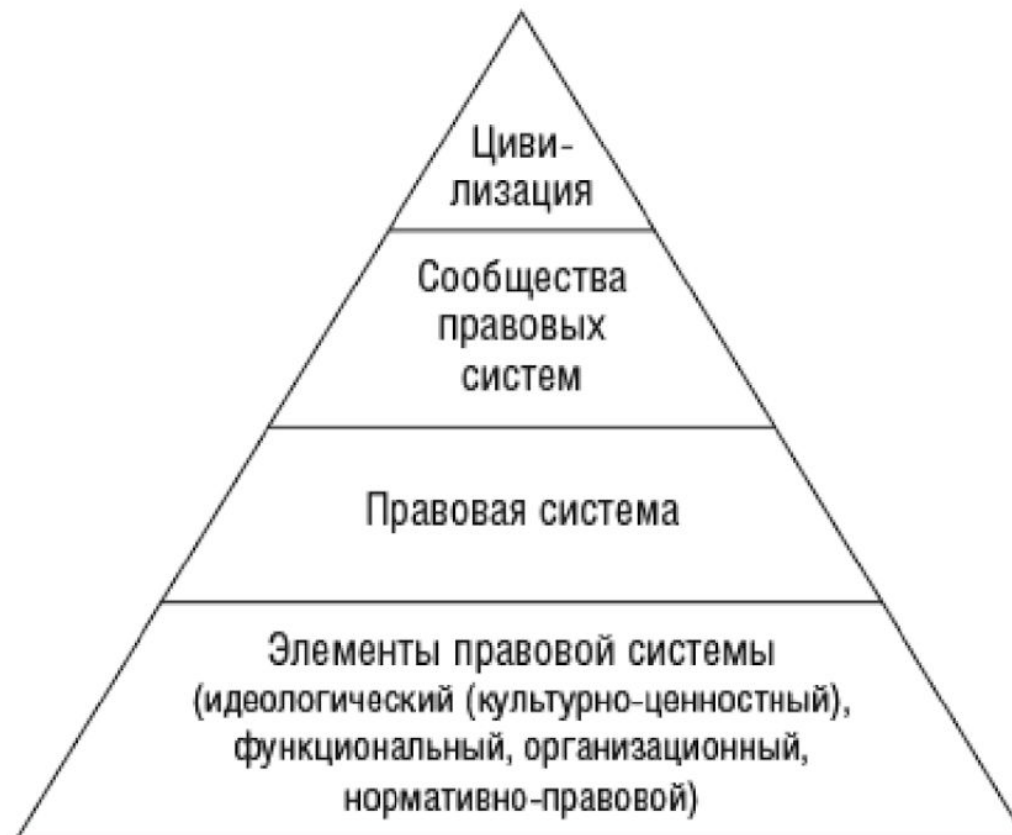 Циви-
лизация
Сообщества
правовых
систем
Правовая система
Элементы правовой системы
(идеологический (культурно-ценностный),
функциональный, организационный,
нормативно-правовой)